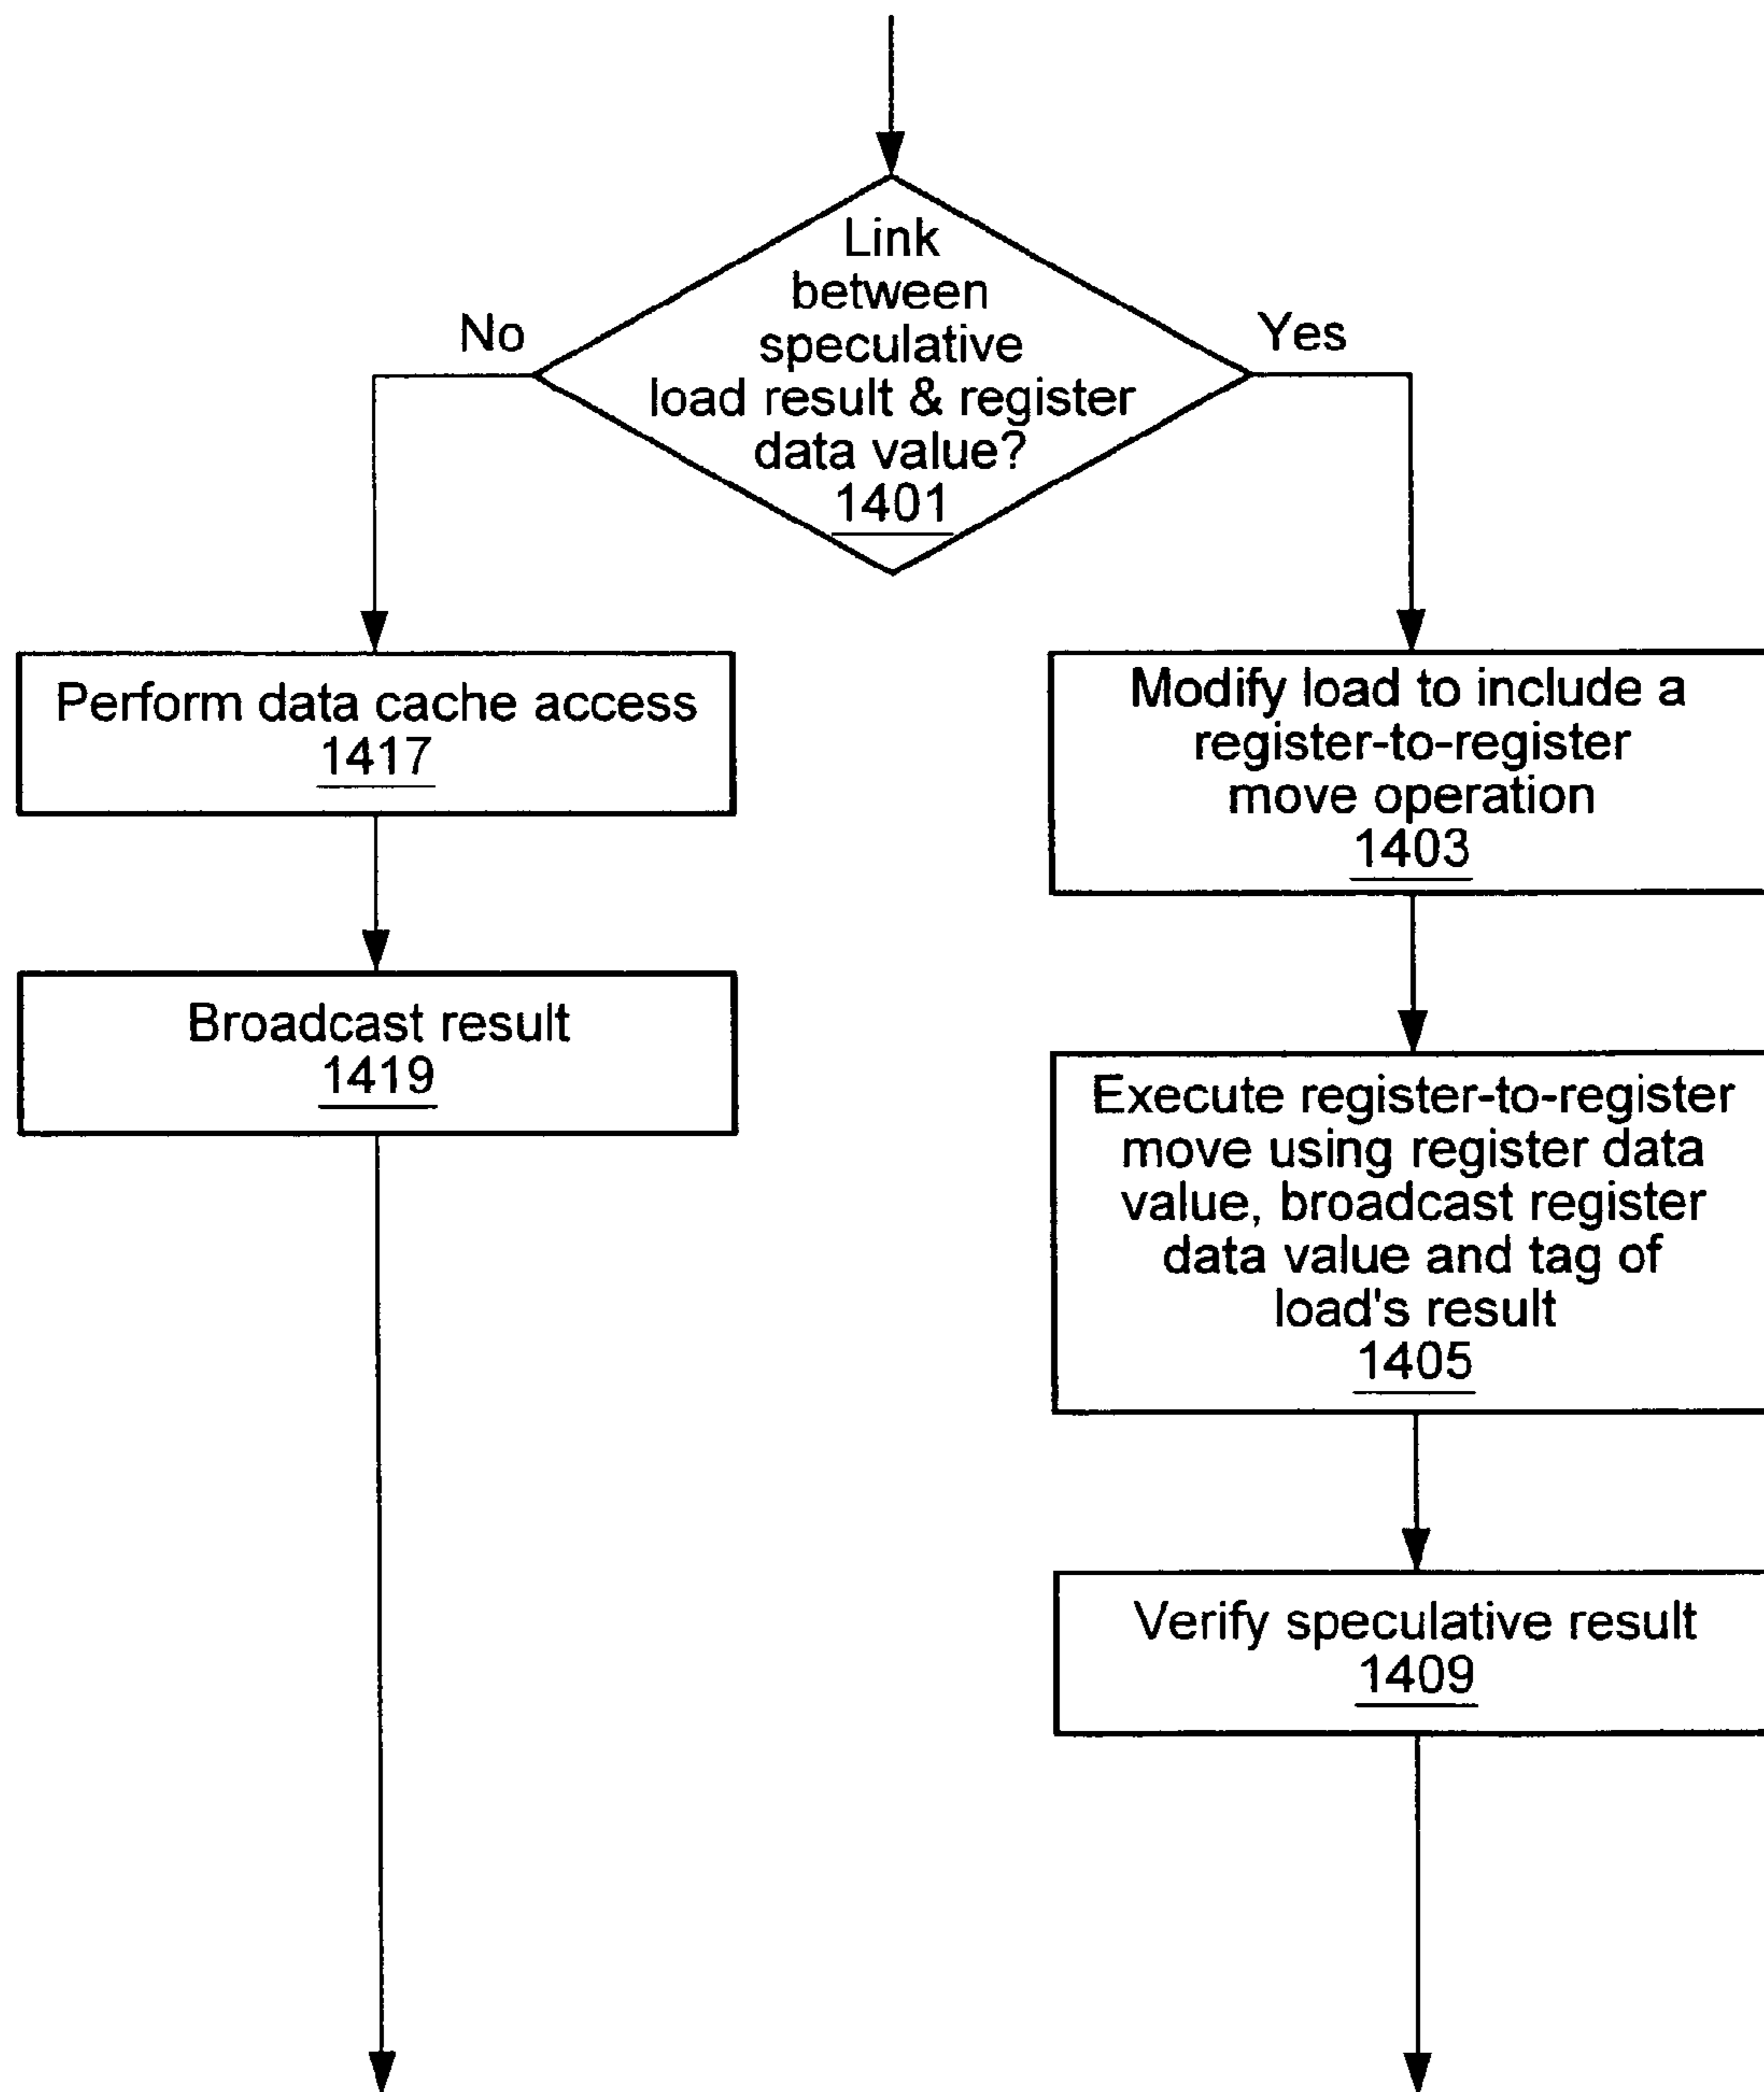 Link
between
speculative
load result & register
data value?
1401
No
Yes
Perform data cache access
1417
Broadcast result
1419
Modify load to include a
register-to-register
move operation
1403
Execute register-to-register
move using register data
value, broadcast register
data value and tag of
load's result
1405
Verify speculative result
1409